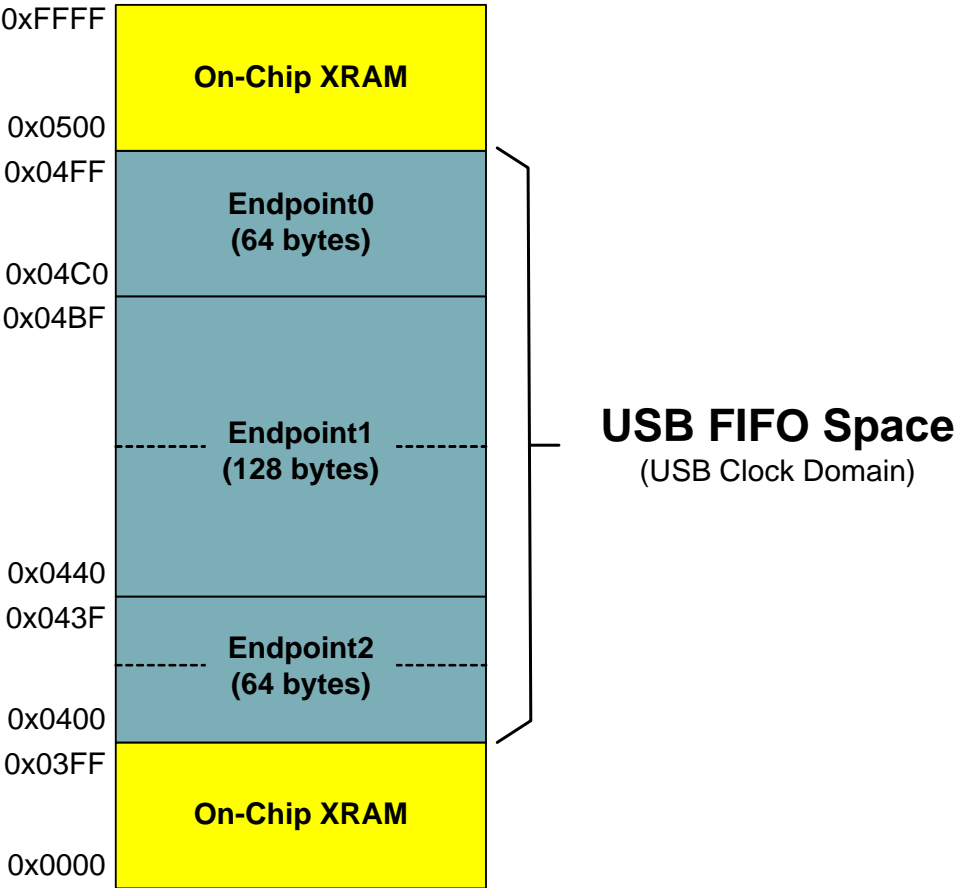 0xFFFF
On-Chip XRAM
0x0500
0x04FF
Endpoint0
(64 bytes)
0x04C0
0x04BF
Endpoint1
(128 bytes)
USB FIFO Space
(USB Clock Domain)
0x0440
0x043F
Endpoint2
(64 bytes)
0x0400
0x03FF
On-Chip XRAM
0x0000